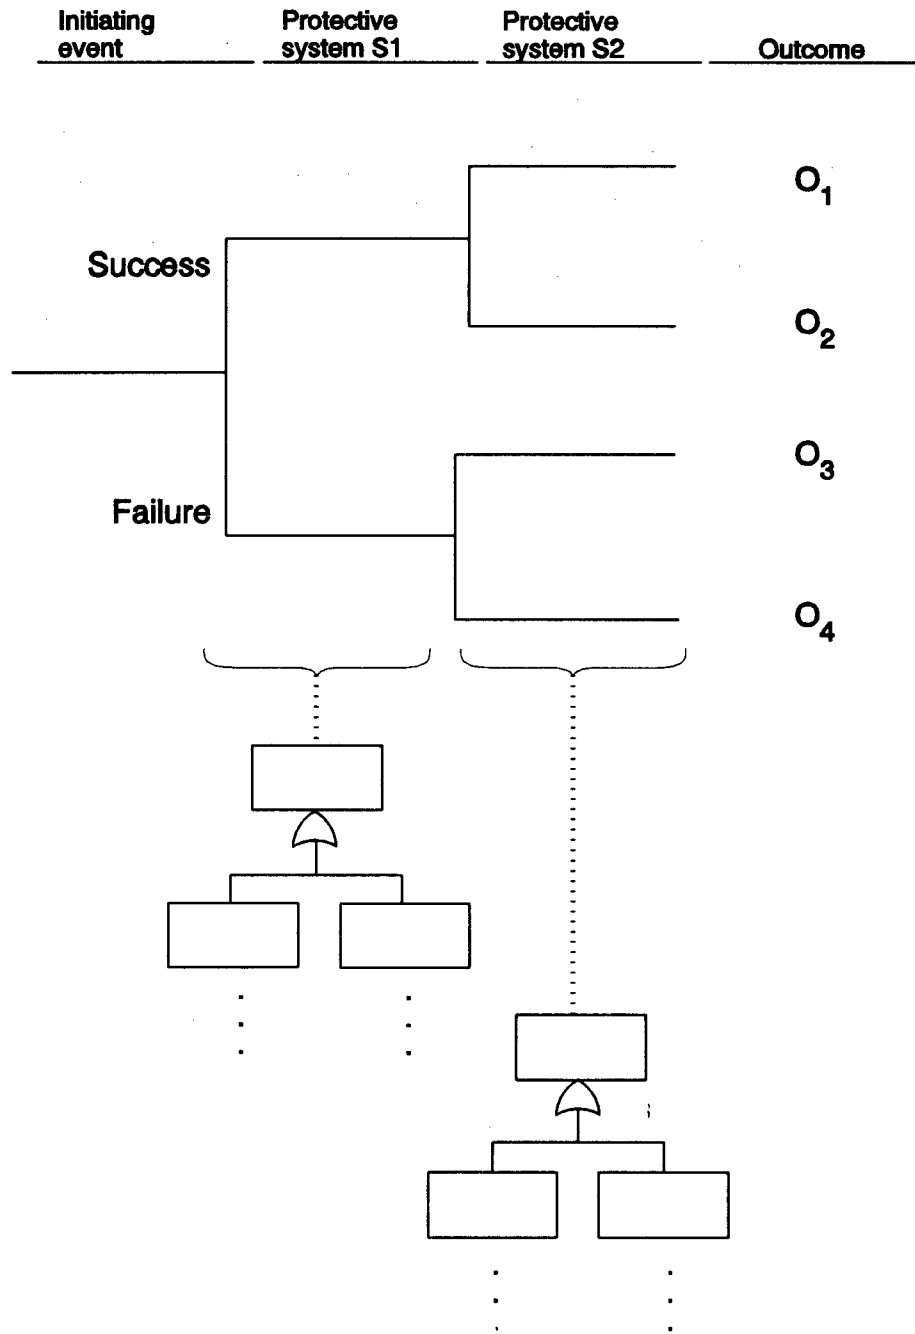 Initiating
event
Protective
system S1
Protective
system S2
Outcome
O1
Success
O2
O3
Failure
O4